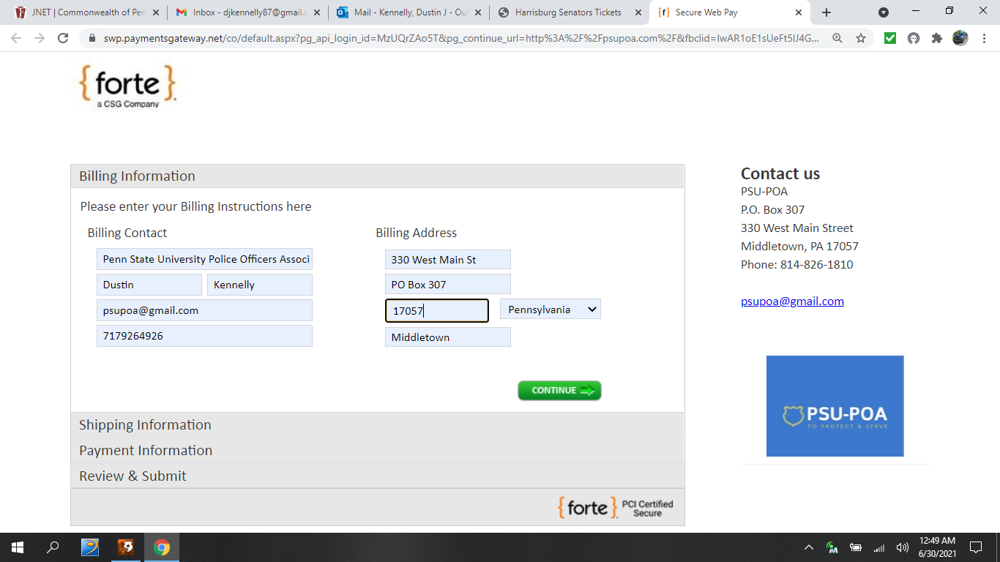 JNET | Commonwealth of Pen
Inbox - djkennelly87@gmail.c
Mail - Kennelly, Dustin J - Ou
Harrisburg Senators Tickets
Secure Web Pay
swp.paymentsgateway.net/co/default.aspx?pg_api_login_id=MzUQrZAo5T&pg_continue_url=http%3A%2F%2Fpsupoa.com%2F&fbclid=IwAR1oE1sUeFt5lJ4G...
{forte}
a CSG Company
Billing Information
Please enter your Billing Instructions here
Billing Contact
Penn State University Police Officers Associ
Dustin
Kennelly
psupoa@gmail.com
7179264926
Billing Address
330 West Main St
PO Box 307
17057
Pennsylvania
Middletown
CONTINUE
Shipping Information
Payment Information
Review & Submit
{forte}
PCI Certified
Secure
Contact us
PSU-POA
P.O. Box 307
330 West Main Street
Middletown, PA 17057
Phone: 814-826-1810
psupoa@gmail.com
PSU-POA
TO PROTECT & SERVE
12:49 AM
6/30/2021